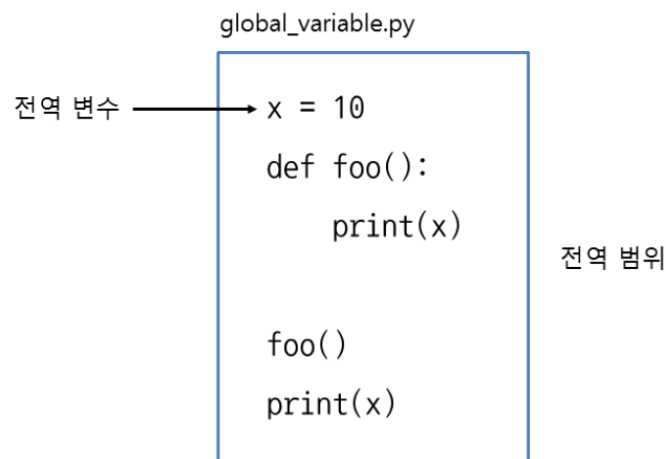 global_variable.py
전역 변수
x = 10
def foo():
    print(x)
전역 범위
foo()
print(x)